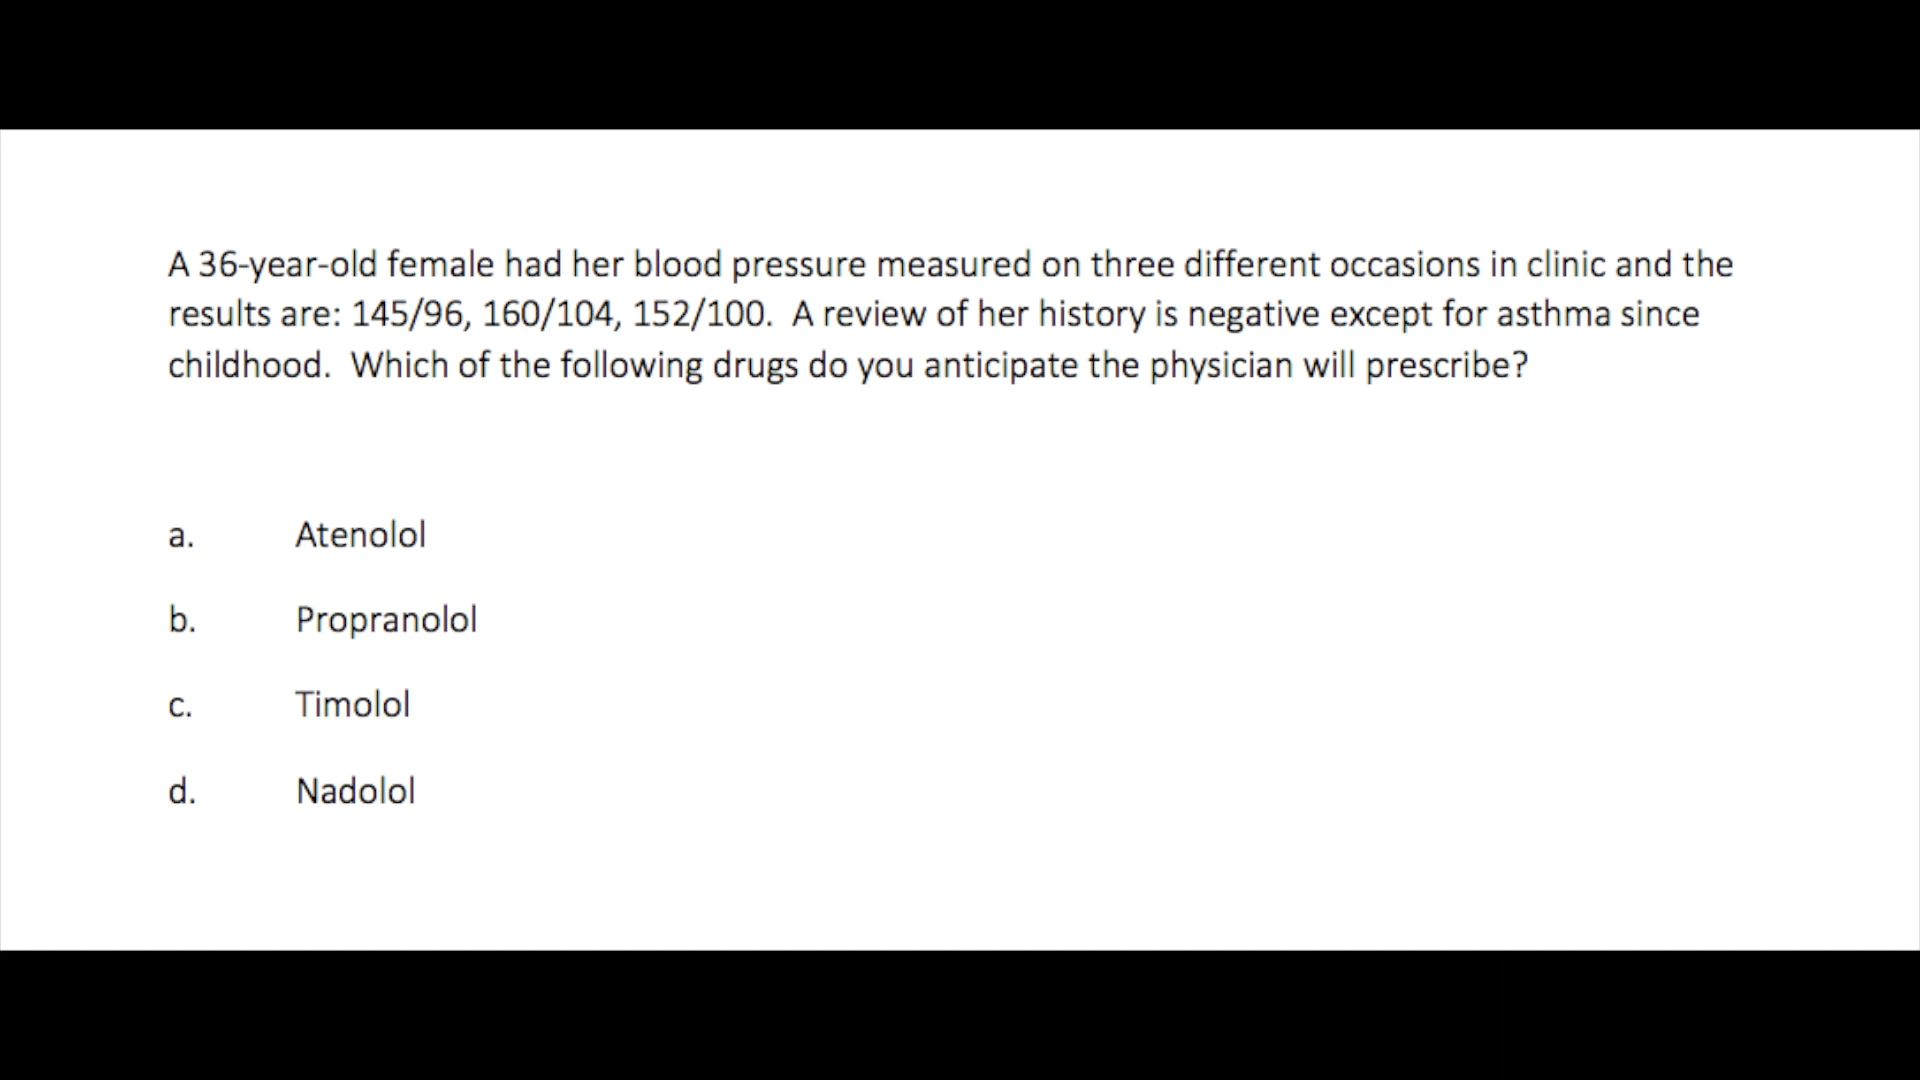 A 36-year-old female had her blood pressure measured on three different occasions in clinic and the
results are: 145/96, 160/104, 152/100.  A review of her history is negative except for asthma since
childhood.  Which of the following drugs do you anticipate the physician will prescribe?
a. Atenolol
b. Propranolol
c. Timolol
d. Nadolol